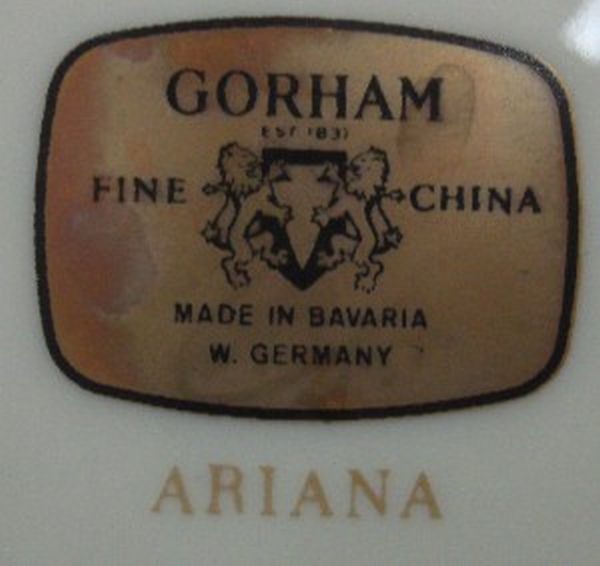 GORHAM
EST 1831
FINE CHINA
MADE IN BAVARIA
W. GERMANY
ARIANA